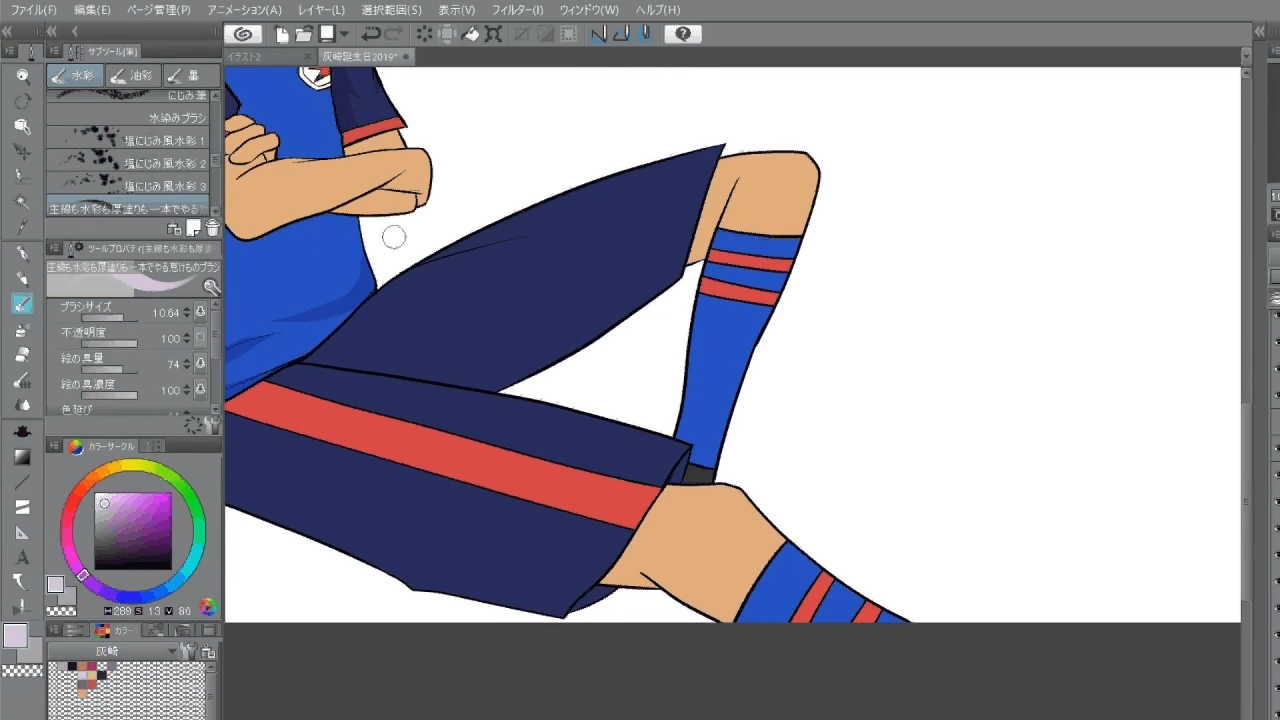 ファイル(F) 編集(E) ページ管理(P) アニメーション(A) レイヤー(L) 選択範囲(S) 表示(V) フィルター(I) ウィンドウ(W) ヘルプ(H)
サブツール[筆]
イラスト2
灰崎誕生日2019*
水彩 油彩 墨
にじみ筆
水染みブラシ
塩にじみ風水彩 1
塩にじみ風水彩 2
塩にじみ風水彩 3
主線も水彩も厚塗りも一本でやる
ツールプロパティ[主線も水彩も厚塗り
主線も水彩も厚塗りも一本でやる怠けものブラシ
ブラシサイズ 10.64
不透明度 100
絵の具量 74
絵の具濃度 100
色延び
カラーサークル
H 289 S 13 V 86
カラー
灰崎